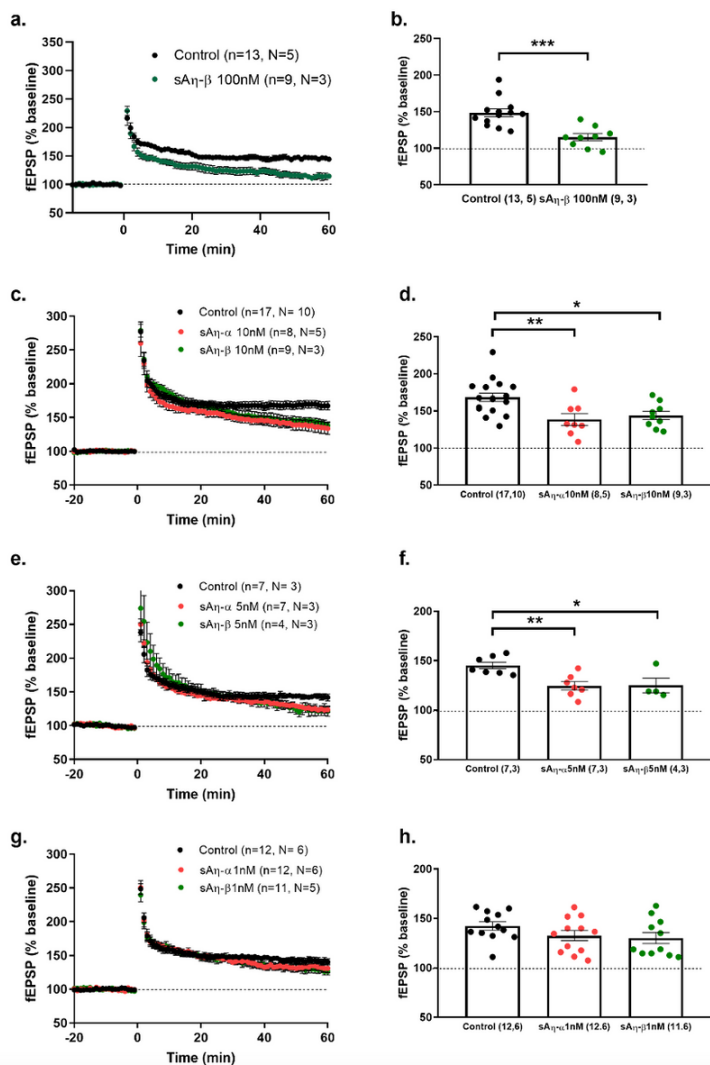 a.
Control (n=13, N=5)
sAη-β 100nM (n=9, N=3)
fEPSP (% baseline)
250
200
150
100
50
0
20
40
60
Time (min)
b.
***
fEPSP (% baseline)
250
200
150
100
50
Control (13, 5) sAη-β 100nM (9, 3)
c.
Control (n=17, N= 10)
sAη-α 10nM (n=8, N=5)
sAη-β 10nM (n=9, N=3)
fEPSP (% baseline)
300
250
200
150
100
50
-20
0
20
40
60
Time (min)
d.
*
**
fEPSP (% baseline)
250
200
150
100
50
Control (17,10) sAη-α10nM (8,5) sAη-β10nM (9,3)
e.
Control (n=7, N= 3)
sAη-α 5nM (n=7, N=3)
sAη-β 5nM (n=4, N=3)
fEPSP (% baseline)
300
250
200
150
100
50
-20
0
20
40
60
Time (min)
f.
*
**
fEPSP (% baseline)
200
150
100
50
Control (7,3) sAη-α5nM (7,3) sAη-β5nM (4,3)
g.
Control (n=12, N= 6)
sAη-α1nM (n=12, N=6)
sAη-β1nM (n=11, N=5)
fEPSP (% baseline)
300
250
200
150
100
50
-20
0
20
40
60
Time (min)
h.
fEPSP (% baseline)
200
150
100
50
Control (12,6) sAη-α1nM (12.6) sAη-β1nM (11.6)